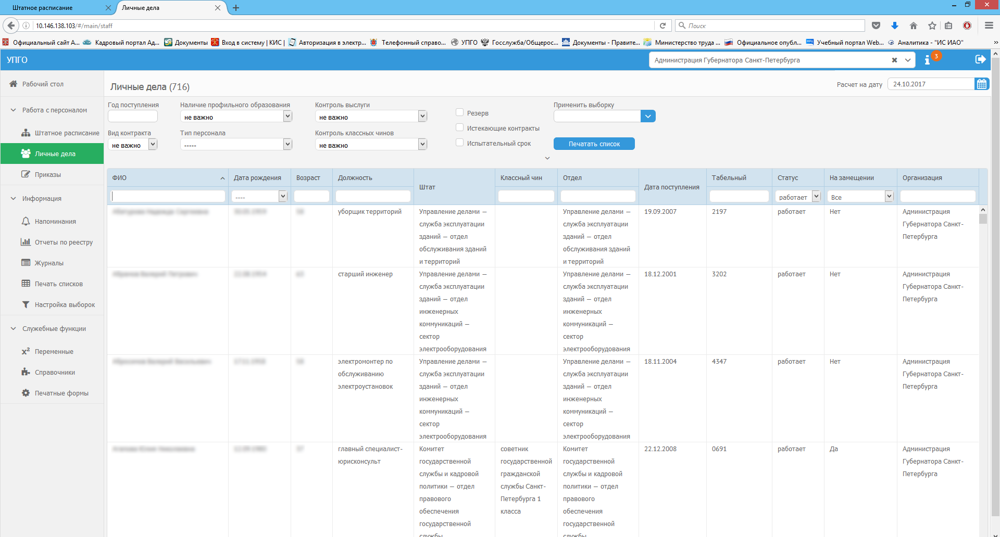 Штатное расписание
Личные дела
10.146.138.103/#/main/staff
Поиск
Официальный сайт А...
Кадровый портал Ад...
Документы
Вход в систему | КИС |
Авторизация в электр...
Телефонный справо...
УПГО
Госслужба/Общерос...
Документы - Правите...
Министерство труда ...
Официальное опубл...
Учебный портал Web...
Аналитика - "ИС ИАО"
УПГО
Администрация Губернатора Санкт-Петербурга
3
Рабочий стол
Работа с персоналом
Штатное расписание
Личные дела
Приказы
Информация
Напоминания
Отчеты по реестру
Журналы
Печать списков
Настройка выборок
Служебные функции
x² Переменные
Справочники
Печатные формы
Личные дела (716)
Расчет на дату 24.10.2017
Год поступления
Наличие профильного образования
не важно
Контроль выслуги
не важно
Резерв
Применить выборку
Вид контракта
не важно
Тип персонала
-----
Контроль классных чинов
не важно
Истекающие контракты
Испытательный срок
Печатать список
ФИО
Дата рождения
Возраст
Должность
Штат
Классный чин
Отдел
Дата поступления
Табельный
Статус
На замещении
Организация
----
работает
Все
уборщик территорий
Управление делами —
служба эксплуатации
зданий — отдел
обслуживания зданий
и территорий
Управление делами —
служба эксплуатации
зданий — отдел
обслуживания зданий
и территорий
19.09.2007
2197
работает
Нет
Администрация
Губернатора Санкт-
Петербурга
старший инженер
Управление делами —
служба эксплуатации
зданий — отдел
инженерных
коммуникаций —
сектор
электрооборудования
Управление делами —
служба эксплуатации
зданий — отдел
инженерных
коммуникаций —
сектор
электрооборудования
18.12.2001
3202
работает
Нет
Администрация
Губернатора Санкт-
Петербурга
электромонтер по
обслуживанию
электроустановок
Управление делами —
служба эксплуатации
зданий — отдел
инженерных
коммуникаций —
сектор
электрооборудования
Управление делами —
служба эксплуатации
зданий — отдел
инженерных
коммуникаций —
сектор
электрооборудования
18.11.2004
4347
работает
Нет
Администрация
Губернатора Санкт-
Петербурга
главный специалист-
юрисконсульт
Комитет
государственной
службы и кадровой
политики — отдел
правового
обеспечения
государственной
службы
советник
государственной
гражданской
службы Санкт-
Петербурга 1
класса
Комитет
государственной
службы и кадровой
политики — отдел
правового
обеспечения
государственной
службы
22.12.2008
0691
работает
Да
Администрация
Губернатора Санкт-
Петербурга